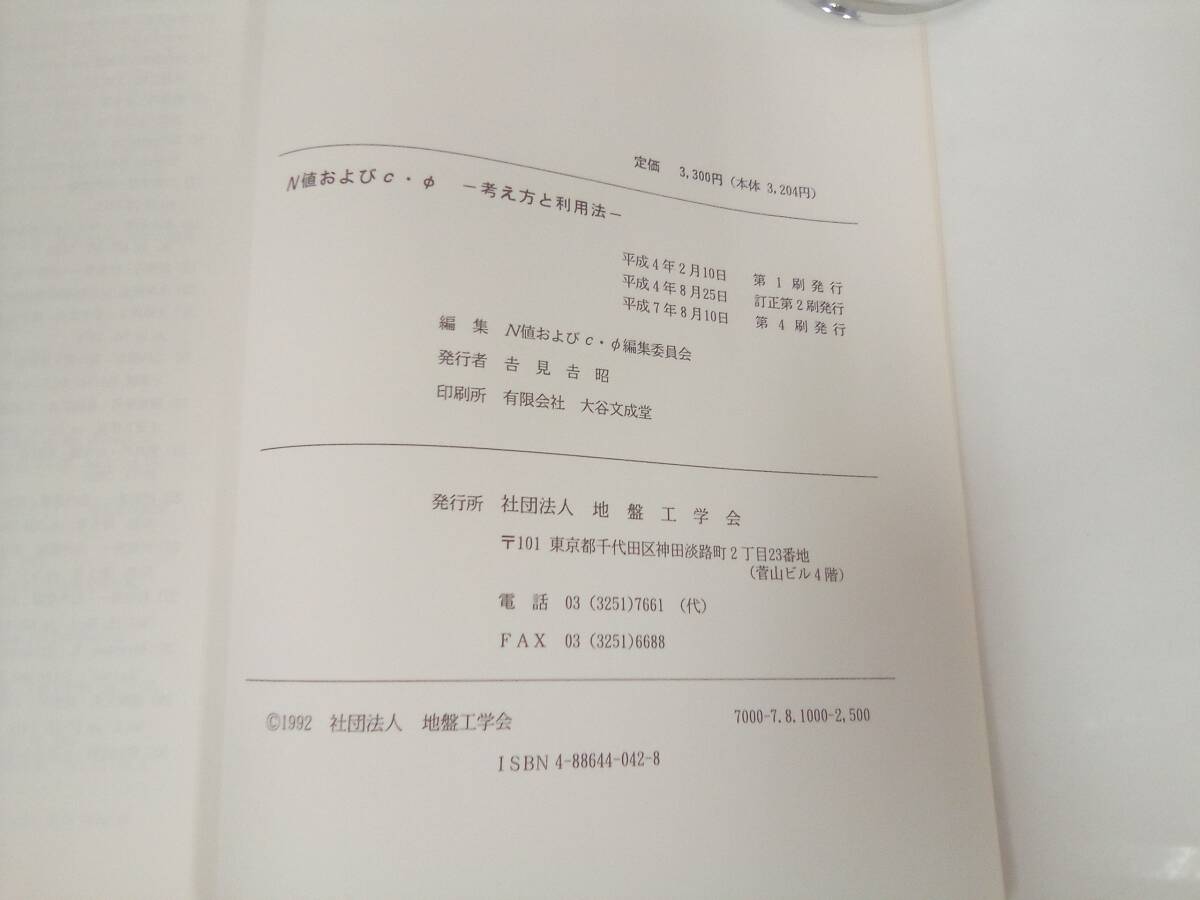 定価 3,300円（本体 3,204円）
N値およびc・φ －考え方と利用法－
平成4年2月10日 第1刷発行
平成4年8月25日 訂正第2刷発行
平成7年8月10日 第4刷発行
編集 N値およびc・φ編集委員会
発行者 吉見吉昭
印刷所 有限会社 大谷文成堂
発行所 社団法人 地盤工学会
〒101 東京都千代田区神田淡路町2丁目23番地
（菅山ビル4階）
電話 03 (3251)7661 （代）
FAX 03 (3251)6688
©1992 社団法人 地盤工学会
7000-7.8.1000-2,500
ISBN 4-88644-042-8